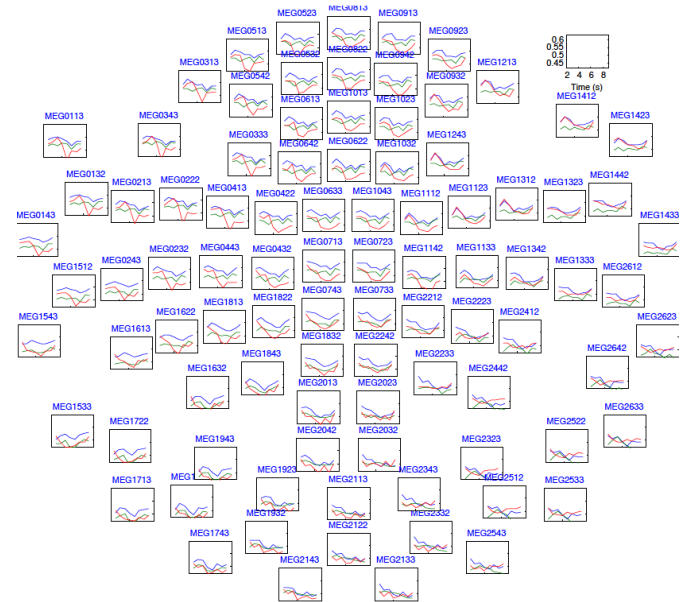 MEG0813
MEG0523 MEG0913
MEG0513 MEG0923
0.6
0.55
0.5
0.45
2 4 6 8
Time (s)
MEG0532 MEG0822 MEG0942
MEG0313 MEG0542 MEG0932 MEG1213
MEG0613 MEG1013 MEG1023
MEG1412
MEG0113 MEG0343 MEG1423
MEG0333 MEG0642 MEG0622 MEG1032 MEG1243
MEG0132 MEG0213 MEG0222 MEG0413 MEG0422 MEG0633 MEG1043 MEG1112 MEG1123 MEG1312 MEG1323 MEG1442
MEG0143 MEG1433
MEG1512 MEG0243 MEG0232 MEG0443 MEG0432 MEG0713 MEG0723 MEG1142 MEG1133 MEG1342 MEG1333 MEG2612
MEG1543 MEG1613 MEG1622 MEG1813 MEG1822 MEG0743 MEG0733 MEG2212 MEG2223 MEG2412 MEG2623
MEG1832 MEG2242
MEG1632 MEG1843 MEG2233 MEG2442 MEG2642
MEG2013 MEG2023
MEG1533 MEG1722 MEG1943 MEG2042 MEG2032 MEG2323 MEG2522 MEG2633
MEG1713 MEG1 MEG1923 MEG2113 MEG2343 MEG2512 MEG2533
MEG1743 MEG1932 MEG2122 MEG2332 MEG2543
MEG2143 MEG2133